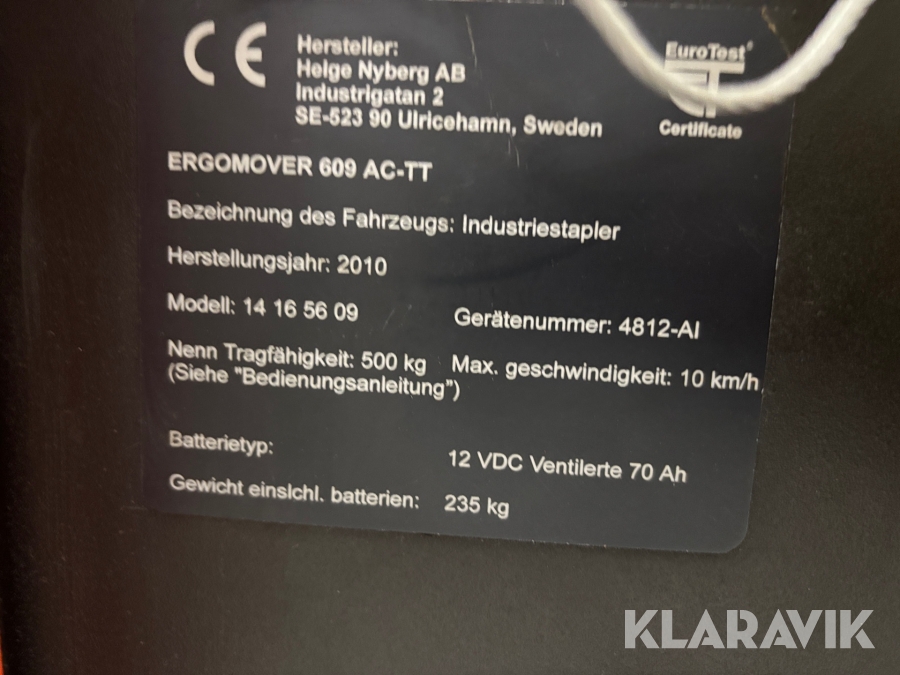 CE
Hersteller:
Helge Nyberg AB
Industrigatan 2
SE-523 90 Ulricehamn, Sweden
EuroTest®
Certificate
ERGOMOVER 609 AC-TT
Bezeichnung des Fahrzeugs: Industriestapler
Herstellungsjahr: 2010
Modell: 14 16 56 09 Gerätenummer: 4812-AI
Nenn Tragfähigkeit: 500 kg Max. geschwindigkeit: 10 km/h
(Siehe "Bedienungsanleitung")
Batterietyp: 12 VDC Ventilerte 70 Ah
Gewicht einslchl. batterien: 235 kg
KLARAVIK